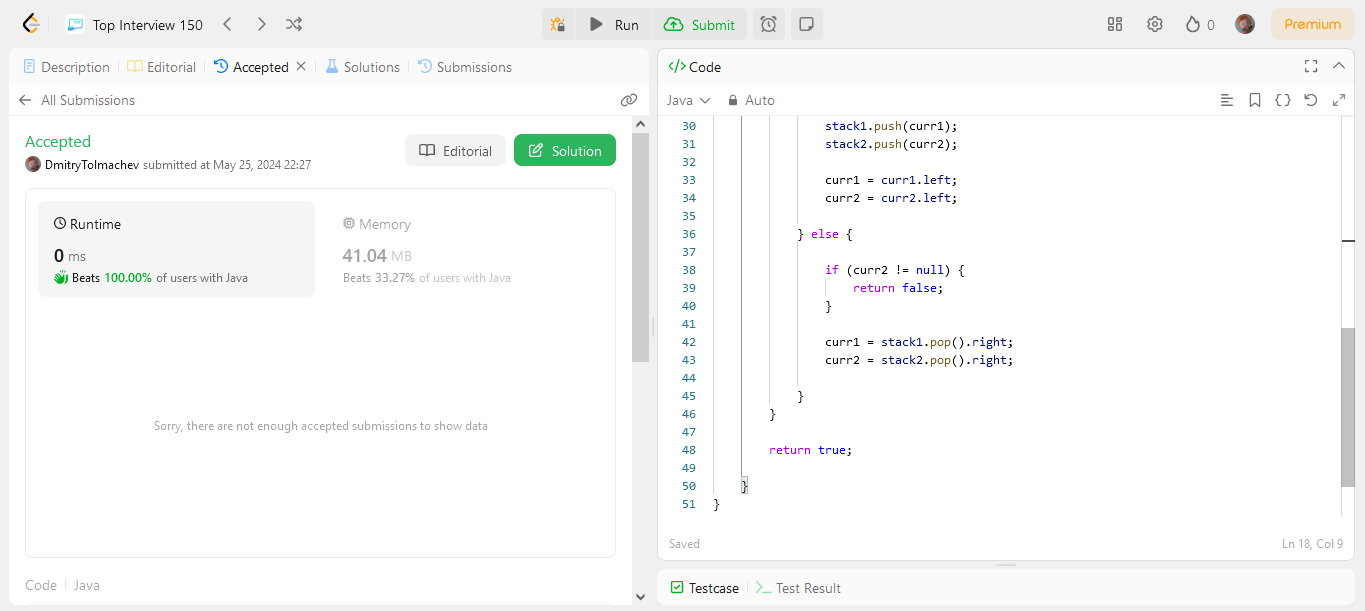 Top Interview 150
Run
Submit
0
Premium
Description
Editorial
Accepted
Solutions
Submissions
All Submissions
Accepted
DmitryTolmachev submitted at May 25, 2024 22:27
Editorial
Solution
Runtime
0 ms
Beats 100.00% of users with Java
Memory
41.04 MB
Beats 33.27% of users with Java
Sorry, there are not enough accepted submissions to show data
Code
Java
Code
Java
Auto
30 stack1.push(curr1);
31 stack2.push(curr2);
32
33 curr1 = curr1.left;
34 curr2 = curr2.left;
35
36 } else {
37
38 if (curr2 != null) {
39 return false;
40 }
41
42 curr1 = stack1.pop().right;
43 curr2 = stack2.pop().right;
44
45 }
46 }
47
48 return true;
49
50 }
51 }
Saved
Ln 18, Col 9
Testcase
Test Result